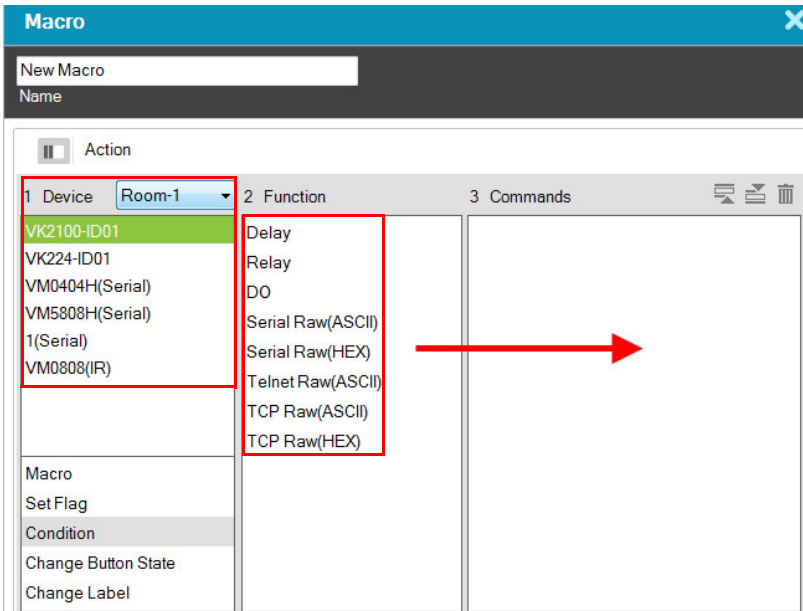 Macro
New Macro
Name
Action
1 Device Room-1
2 Function
3 Commands
VK2100-ID01
VK224-ID01
VM0404H(Serial)
VM5808H(Serial)
1(Serial)
VM0808(IR)
Delay
Relay
DO
Serial Raw(ASCII)
Serial Raw(HEX)
Telnet Raw(ASCII)
TCP Raw(ASCII)
TCP Raw(HEX)
Macro
Set Flag
Condition
Change Button State
Change Label